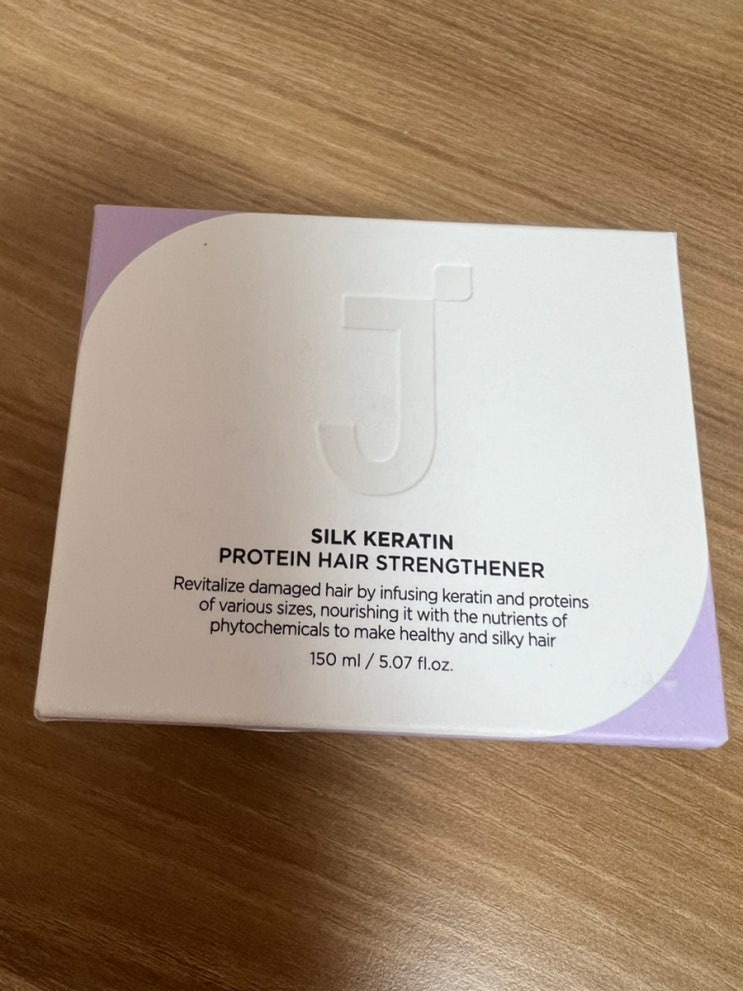 J
SILK KERATIN
PROTEIN HAIR STRENGTHENER
Revitalize damaged hair by infusing keratin and proteins
of various sizes, nourishing it with the nutrients of
phytochemicals to make healthy and silky hair
150 ml / 5.07 fl.oz.